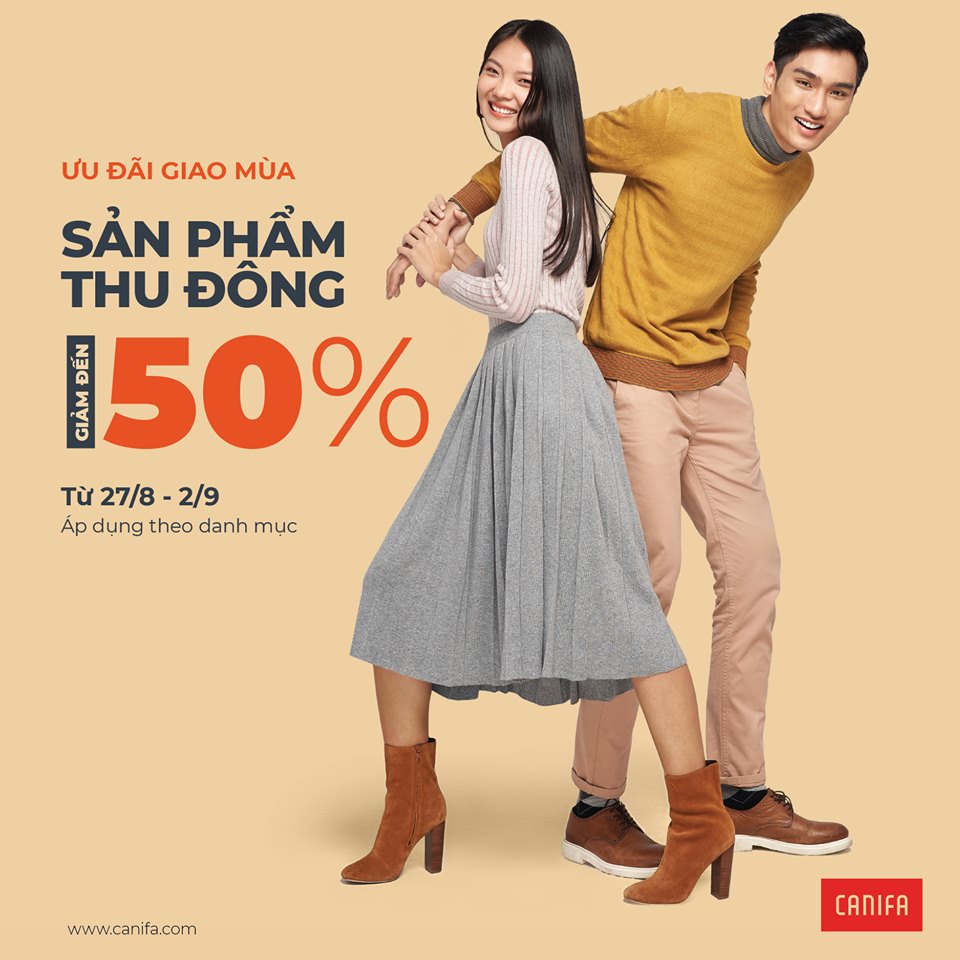 ƯU ĐÃI GIAO MÙA
SẢN PHẨM
THU ĐÔNG
GIẢM ĐẾN
50%
Từ 27/8 - 2/9
Áp dụng theo danh mục
www.canifa.com
CANIFA